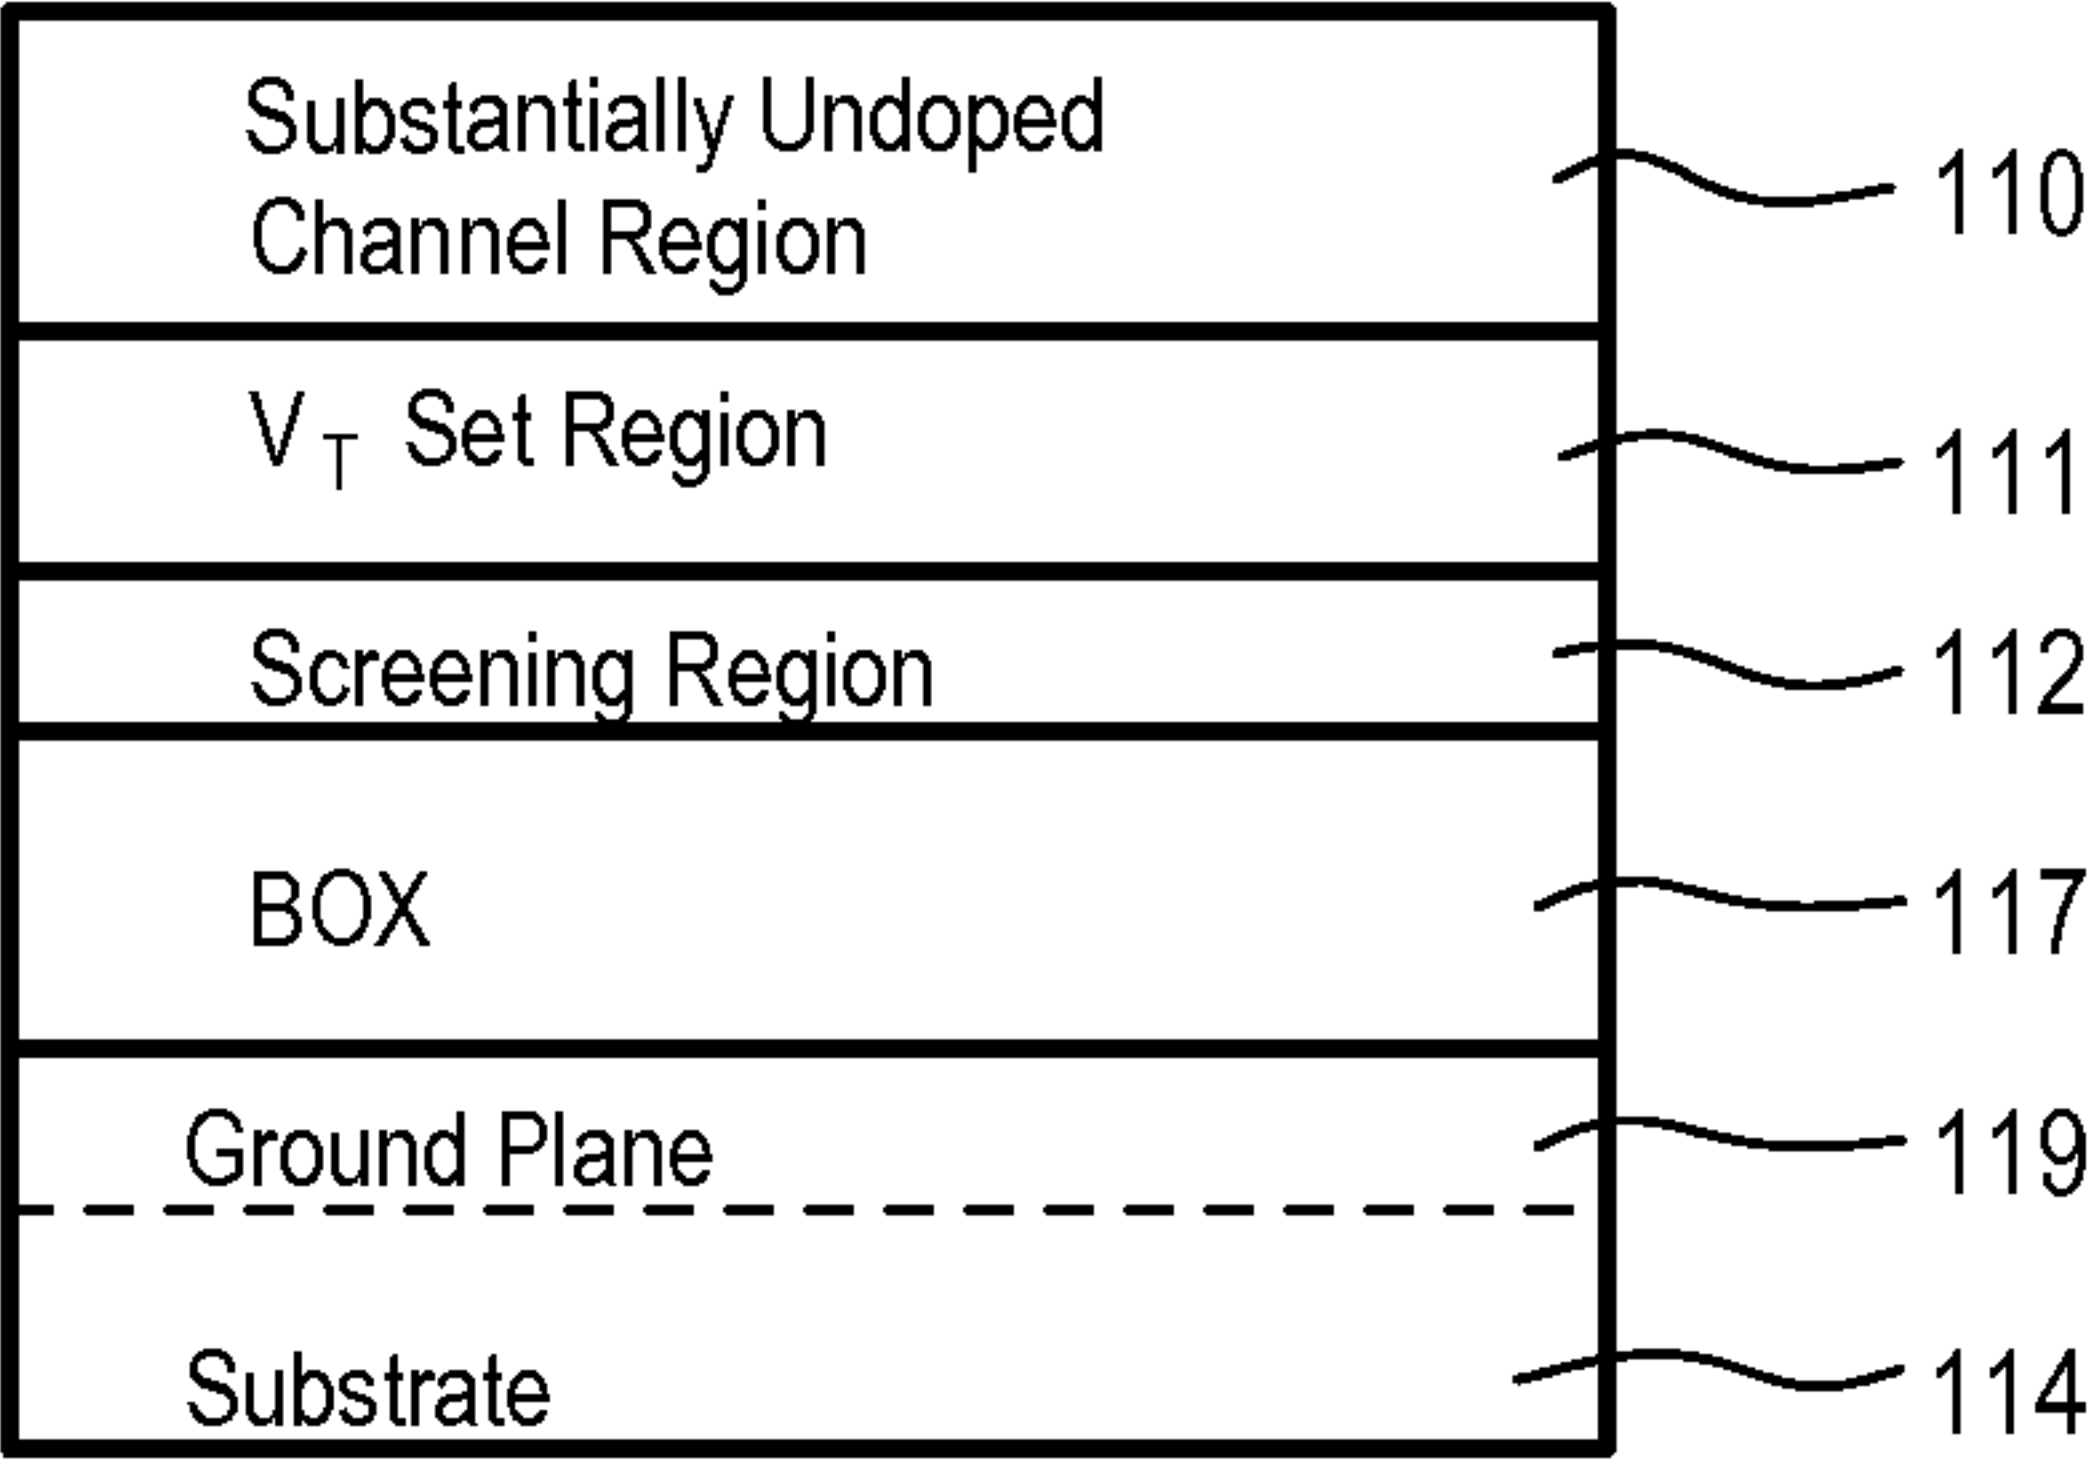 Substantially Undoped
Channel Region
110
V T Set Region
111
Screening Region
112
BOX
117
Ground Plane
119
Substrate
114